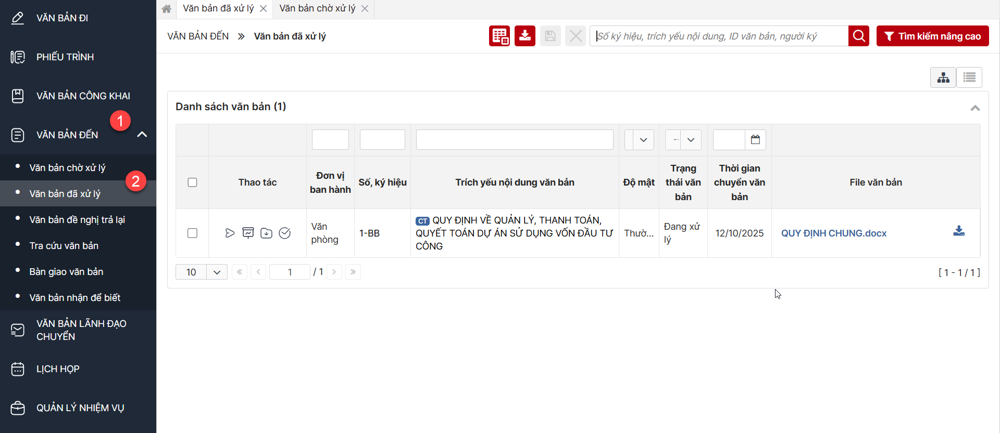 VĂN BẢN ĐI
PHIẾU TRÌNH
VĂN BẢN CÔNG KHAI
1
VĂN BẢN ĐẾN
Văn bản chờ xử lý
2
Văn bản đã xử lý
Văn bản đề nghị trả lại
Tra cứu văn bản
Bàn giao văn bản
Văn bản nhận để biết
VĂN BẢN LÃNH ĐẠO
CHUYỂN
LỊCH HỌP
QUẢN LÝ NHIỆM VỤ
Văn bản đã xử lý
Văn bản chờ xử lý
VĂN BẢN ĐẾN » Văn bản đã xử lý
Số ký hiệu, trích yếu nội dung, ID văn bản, người ký
Tìm kiếm nâng cao
Danh sách văn bản (1)
Thao tác
Đơn vị
ban hành
Số, ký hiệu
Trích yếu nội dung văn bản
Độ mật
Trạng
thái văn
bản
Thời gian
chuyển văn
bản
File văn bản
Văn
phòng
1-BB
CT QUY ĐỊNH VỀ QUẢN LÝ, THANH TOÁN,
QUYẾT TOÁN DỰ ÁN SỬ DỤNG VỐN ĐẦU TƯ
CÔNG
Thườ...
Đang xử
lý
12/10/2025
QUY ĐỊNH CHUNG.docx
10
1 / 1
[ 1 - 1 / 1 ]